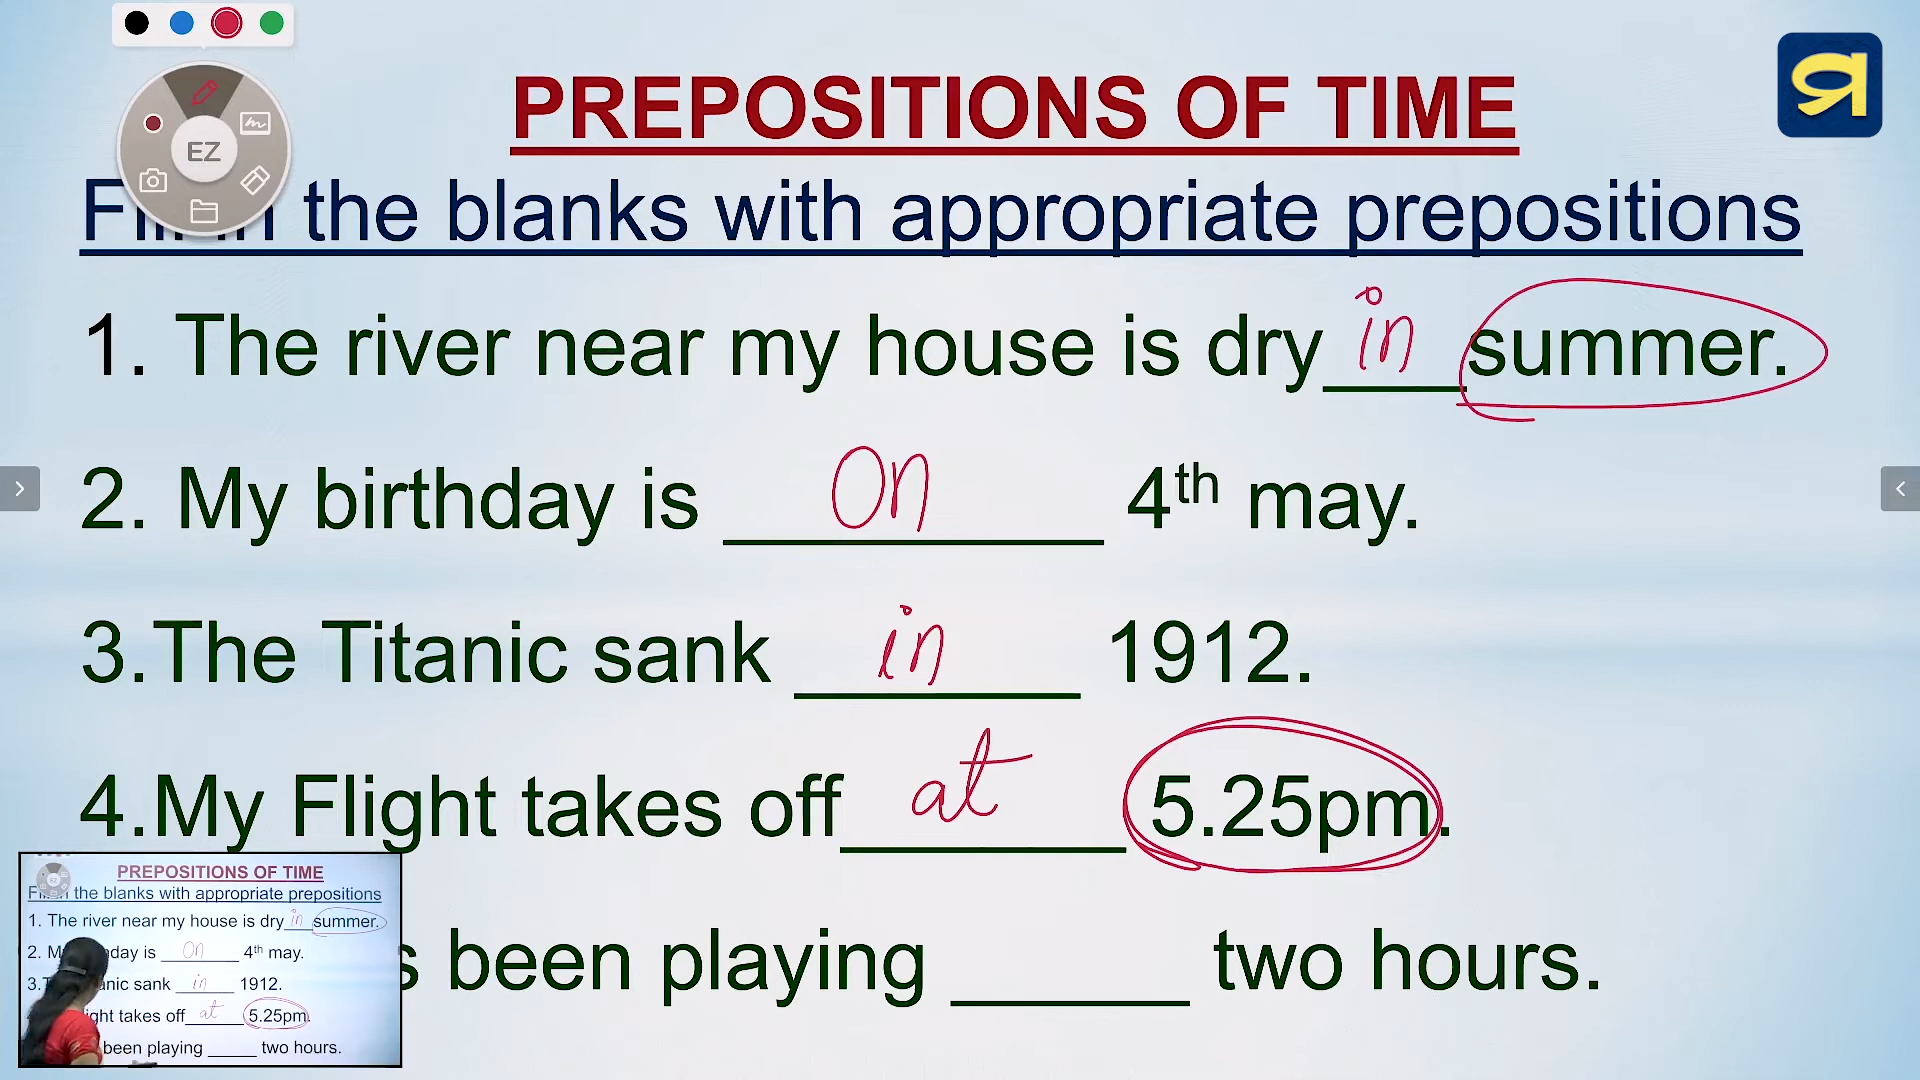 PREPOSITIONS OF TIME
EZ
the blanks with appropriate prepositions
1. The river near my house is dry in summer.
2. My birthday is On 4th may.
3.The Titanic sank in 1912.
4.My Flight takes off at 5.25pm.
been playing ______ two hours.
PREPOSITIONS OF TIME
the blanks with appropriate prepositions
1. The river near my house is dry in summer.
2. day is On 4th may.
3. anic sank in 1912.
ght takes off at 5.25pm.
been playing _____ two hours.